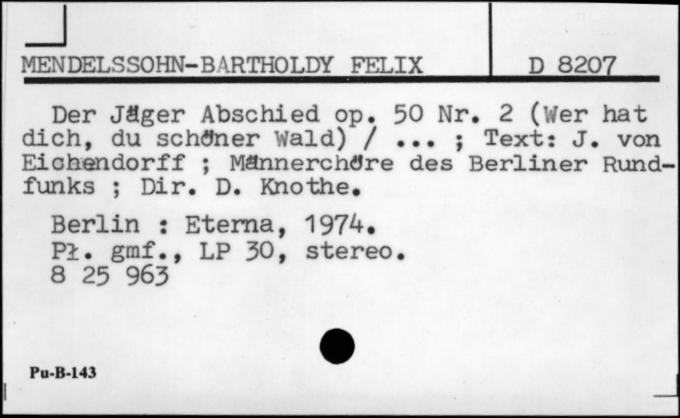 MENDELSSOHN-BARTHOLDY FELIX D 8207
Der Jäger Abschied op. 50 Nr. 2 (Wer hat
dich, du schöner Wald) / ... ; Text: J. von
Eichendorff ; Männerchöre des Berliner Rund-
funks ; Dir. D. Knothe.
Berlin : Eterna, 1974.
Pł. gmf., LP 30, stereo.
8 25 963
Pu-B-143